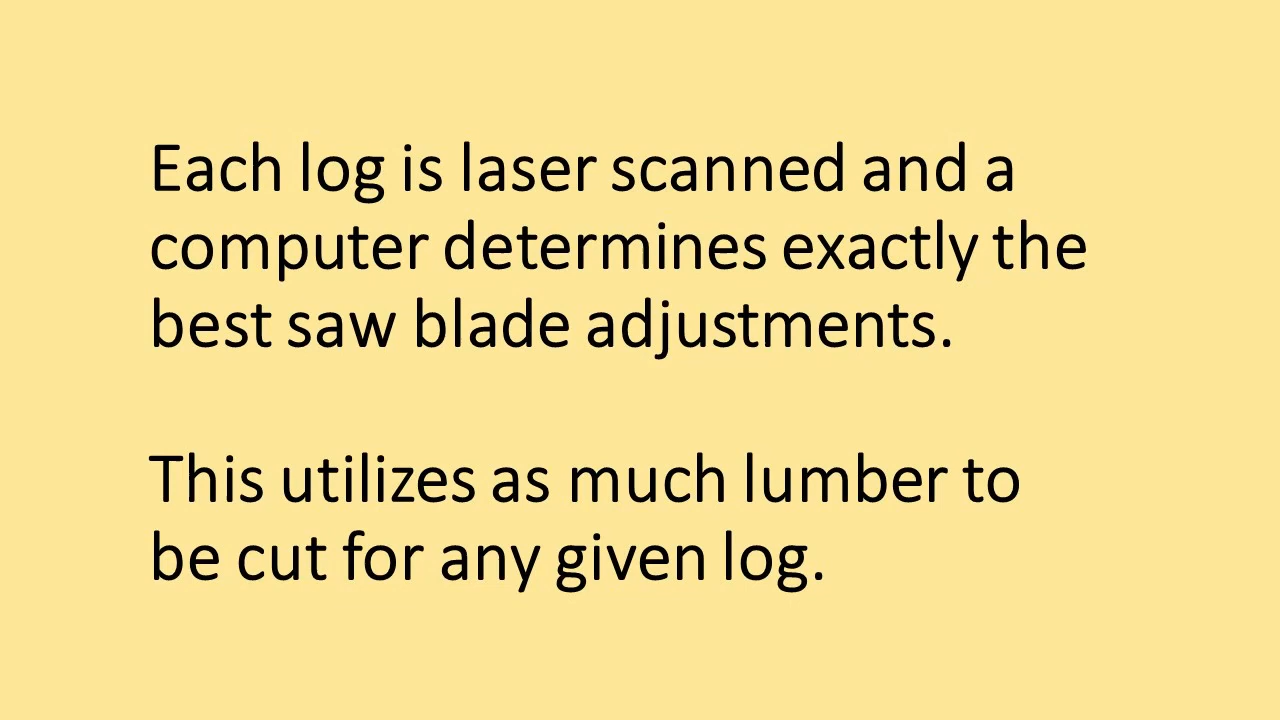 Each log is laser scanned and a
computer determines exactly the
best saw blade adjustments.
This utilizes as much lumber to
be cut for any given log.